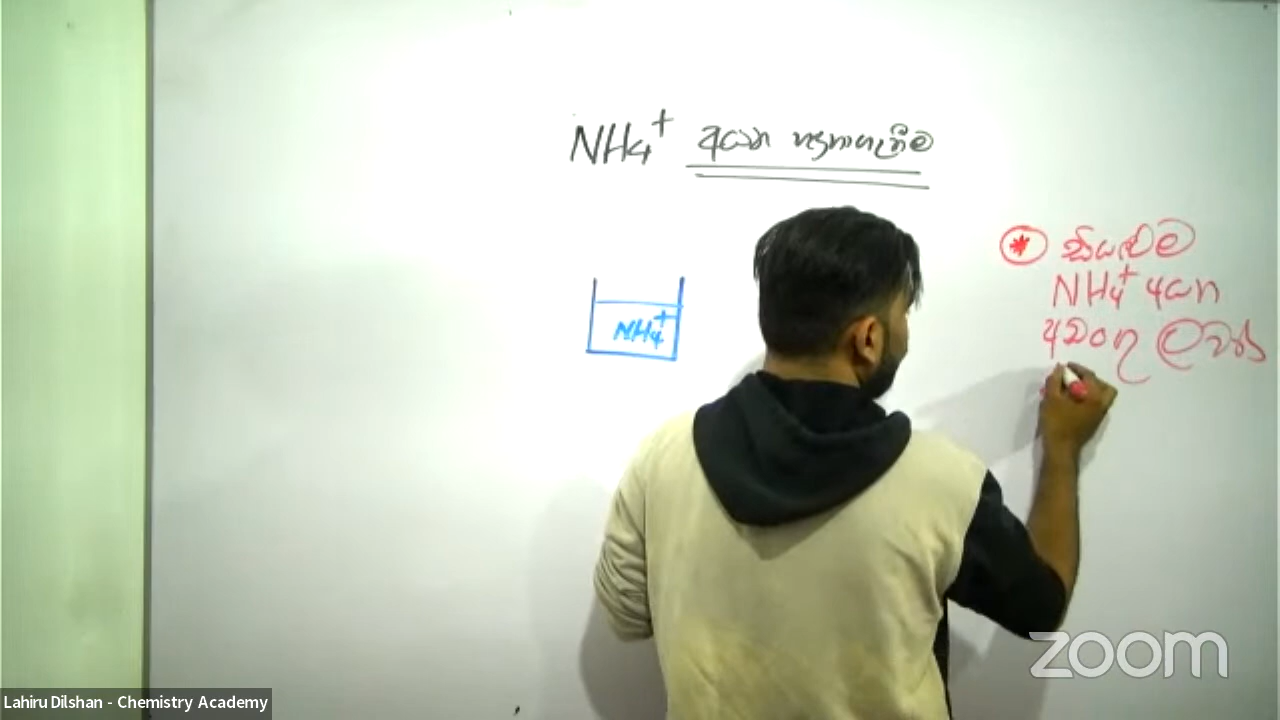 NH₄⁺ අයන හඳුනාගැනීම
* සියළුම
NH₄⁺ අයන
අඩංගු ලවණ
NH₄⁺
zoom
Lahiru Dilshan - Chemistry Academy